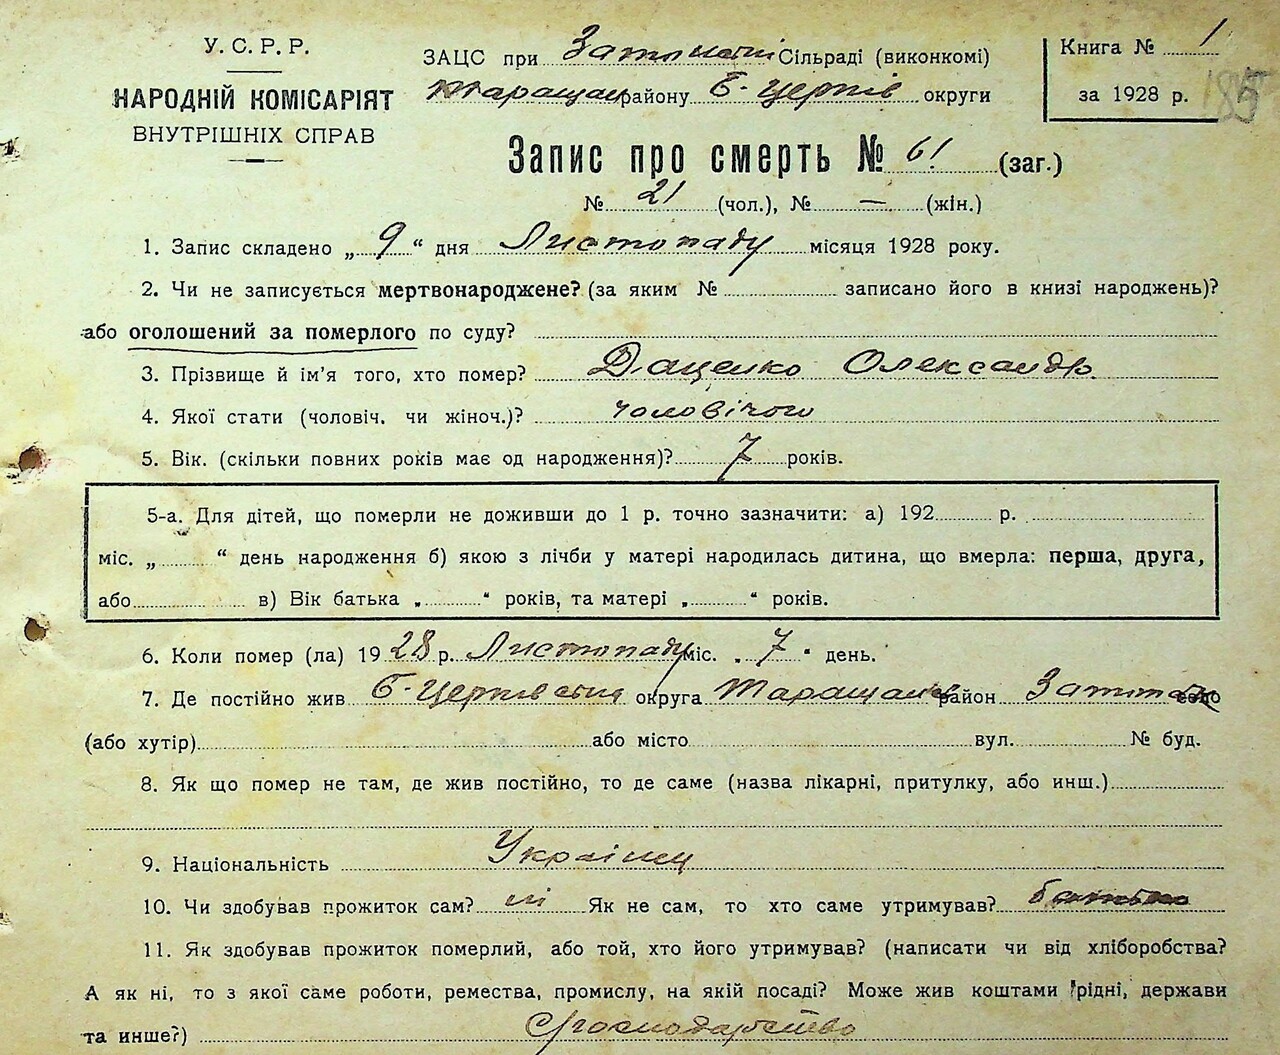 У. С. Р. Р.
НАРОДНІЙ КОМІСАРІЯТ
ВНУТРІШНІХ СПРАВ
ЗАЦС при Сільраді (виконкомі)
Таращан району Б-Церків округи
Книга № 1
за 1928 р. 185
Запис про смерть № 61 (заг.)
№ 21 (чол.), № — (жін.)
1. Запис складено „ 9 “ дня Листопаду місяця 1928 року.
2. Чи не записується мертвонароджене? (за яким № записано його в книзі народжень)?
або оголошений за померлого по суду?
3. Прізвище й ім'я того, хто помер? Даценко Олександр
4. Якої стати (чоловіч. чи жіноч.)? чоловічого
5. Вік. (скільки повних років має од народження)? 7 років.
5-а. Для дітей, що померли не доживши до 1 р. точно зазначити: а) 192 р.
міс. „ “ день народження б) якою з лічби у матері народилась дитина, що вмерла: перша, друга,
або в) Вік батька „ “ років, та матері „ “ років.
6. Коли помер (ла) 1928 р. Листопаду міс. „ 7 “ день.
7. Де постійно жив Б-Церківська округа Таращан район село
(або хутір) або місто вул. № буд.
8. Як що помер не там, де жив постійно, то де саме (назва лікарні, притулку, або инш.)
9. Національність Українец
10. Чи здобував прожиток сам? ні Як не сам, то хто саме утримував? батько
11. Як здобував прожиток померлий, або той, хто його утримував? (написати чи від хліборобства?
А як ні, то з якої саме роботи, ремества, промислу, на якій посаді? Може жив коштами рідні, держави
та инше?) Сгосподарство